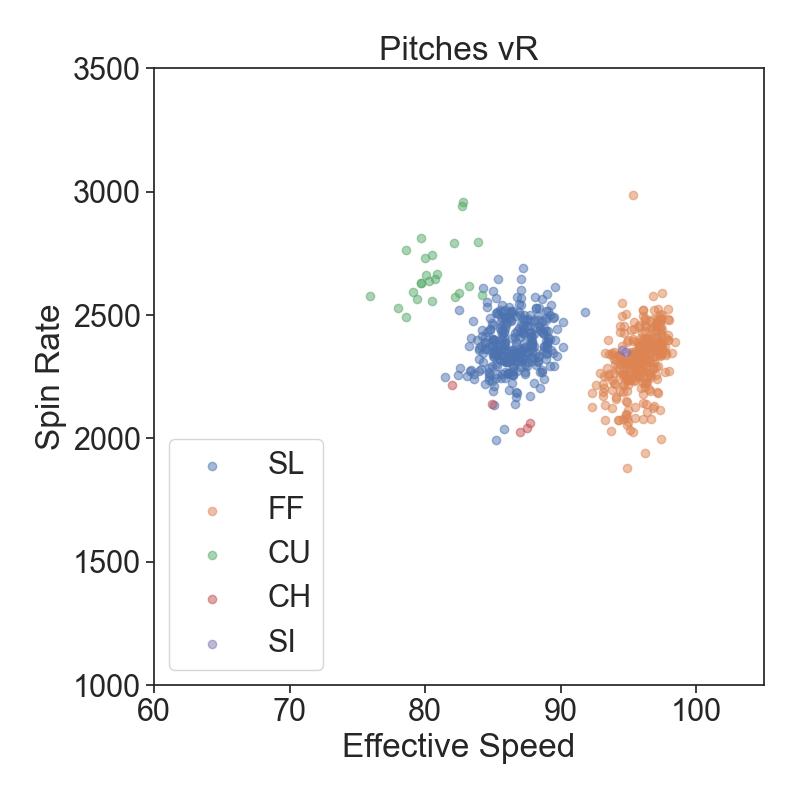 Pitches vR
3500
3000
2500
2000
1500
1000
Spin Rate
SL
FF
CU
CH
SI
60 70 80 90 100
Effective Speed